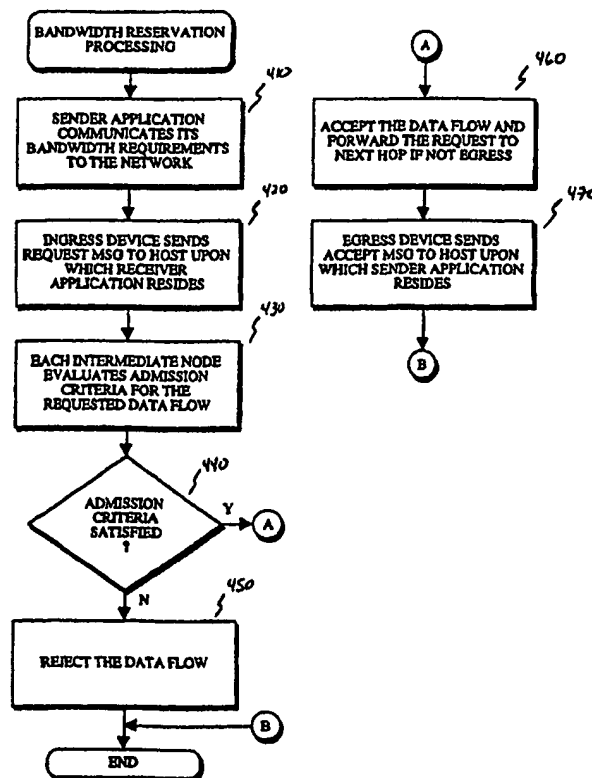 BANDWIDTH RESERVATION
PROCESSING
410
SENDER APPLICATION
COMMUNICATES ITS
BANDWIDTH REQUIREMENTS
TO THE NETWORK
420
INGRESS DEVICE SENDS
REQUEST MSG TO HOST UPON
WHICH RECEIVER
APPLICATION RESIDES
430
EACH INTERMEDIATE NODE
EVALUATES ADMISSION
CRITERIA FOR THE
REQUESTED DATA FLOW
440
ADMISSION
CRITERIA
SATISFIED
?
Y
A
N
450
REJECT THE DATA FLOW
B
END
A
460
ACCEPT THE DATA FLOW AND
FORWARD THE REQUEST TO
NEXT HOP IF NOT EGRESS
470
EGRESS DEVICE SENDS
ACCEPT MSG TO HOST UPON
WHICH SENDER APPLICATION
RESIDES
B